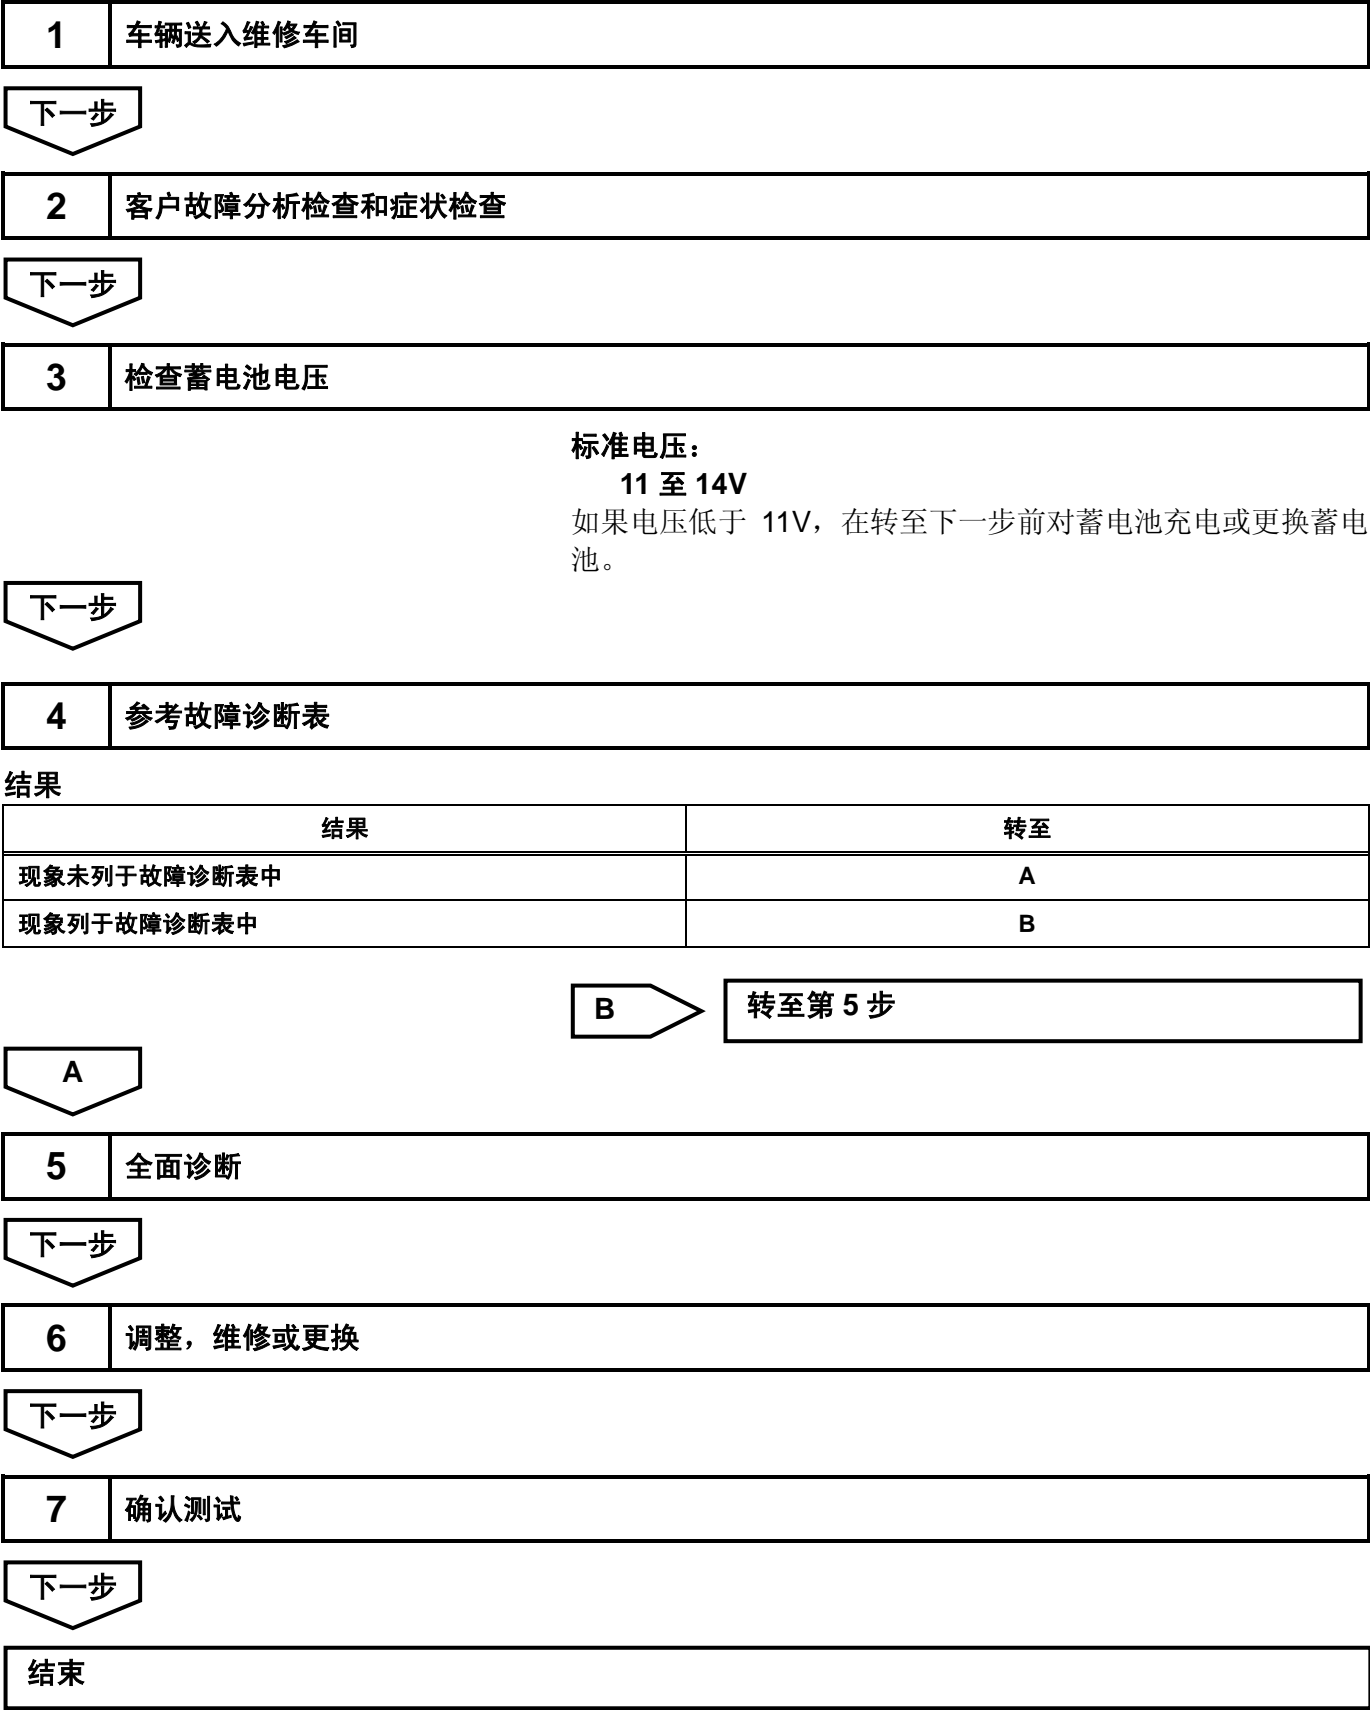 1 车辆送入维修车间
下一步
2 客户故障分析检查和症状检查
下一步
3 检查蓄电池电压
标准电压：
11 至 14V
如果电压低于 11V，在转至下一步前对蓄电池充电或更换蓄电
池。
下一步
4 参考故障诊断表
结果
结果 转至
现象未列于故障诊断表中 A
现象列于故障诊断表中 B
B 转至第 5 步
A
5 全面诊断
下一步
6 调整，维修或更换
下一步
7 确认测试
下一步
结束